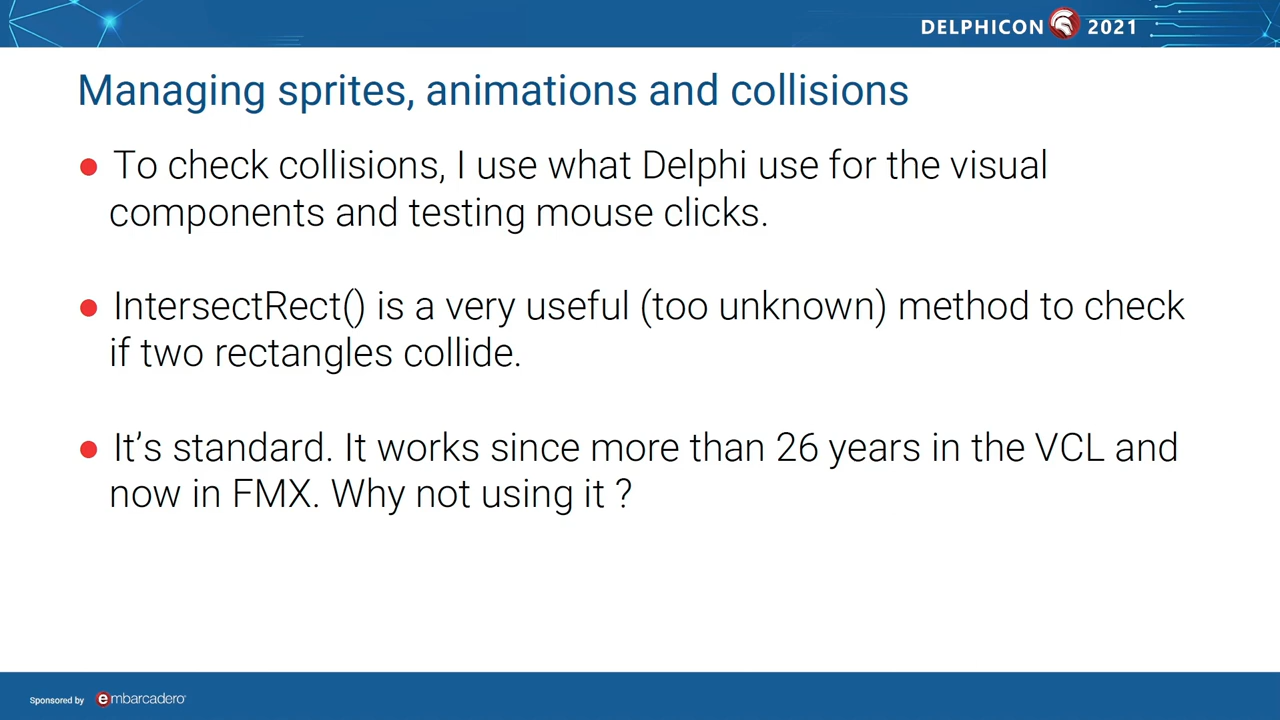 DELPHICON 2021
Managing sprites, animations and collisions
● To check collisions, I use what Delphi use for the visual
components and testing mouse clicks.
● IntersectRect() is a very useful (too unknown) method to check
if two rectangles collide.
● It’s standard. It works since more than 26 years in the VCL and
now in FMX. Why not using it ?
Sponsored by embarcadero